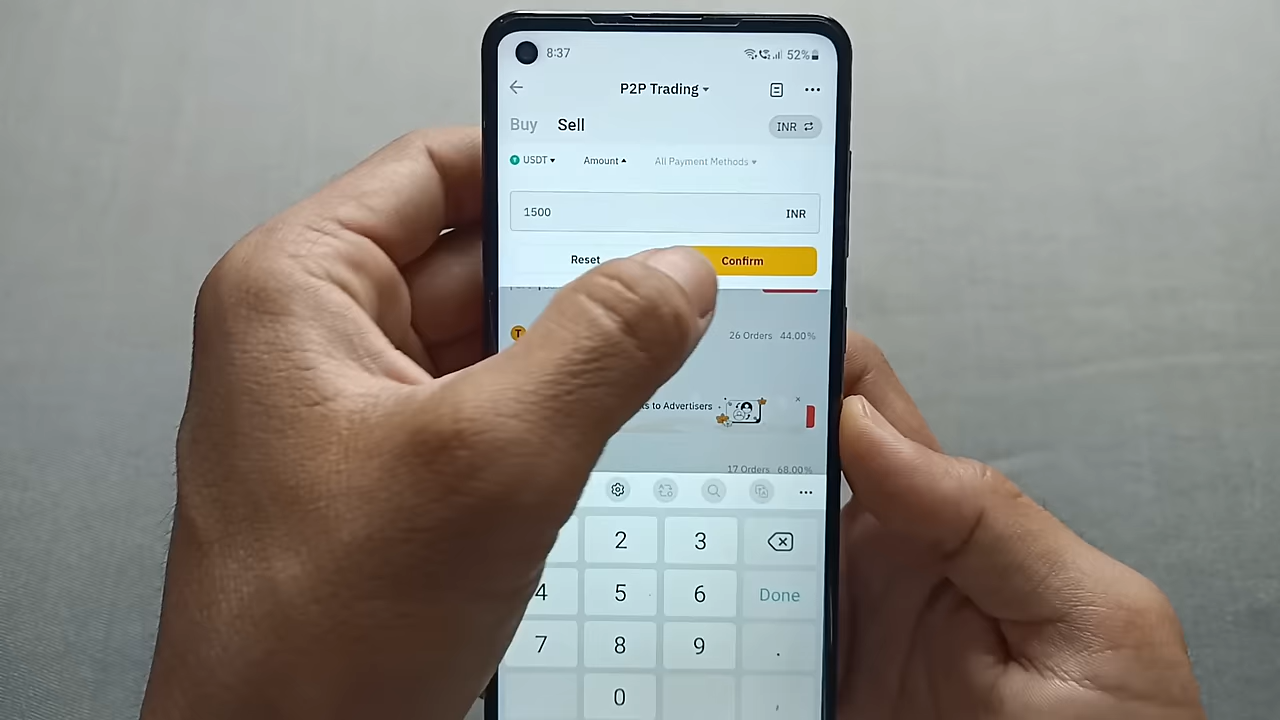 8:37 52%
P2P Trading
Buy Sell INR
USDT Amount All Payment Methods
1500 INR
Reset Confirm
T 26 Orders 44.00%
to Advertisers
17 Orders 68.00%
2 3
4 5 6 Done
7 8 9 .
0 ,